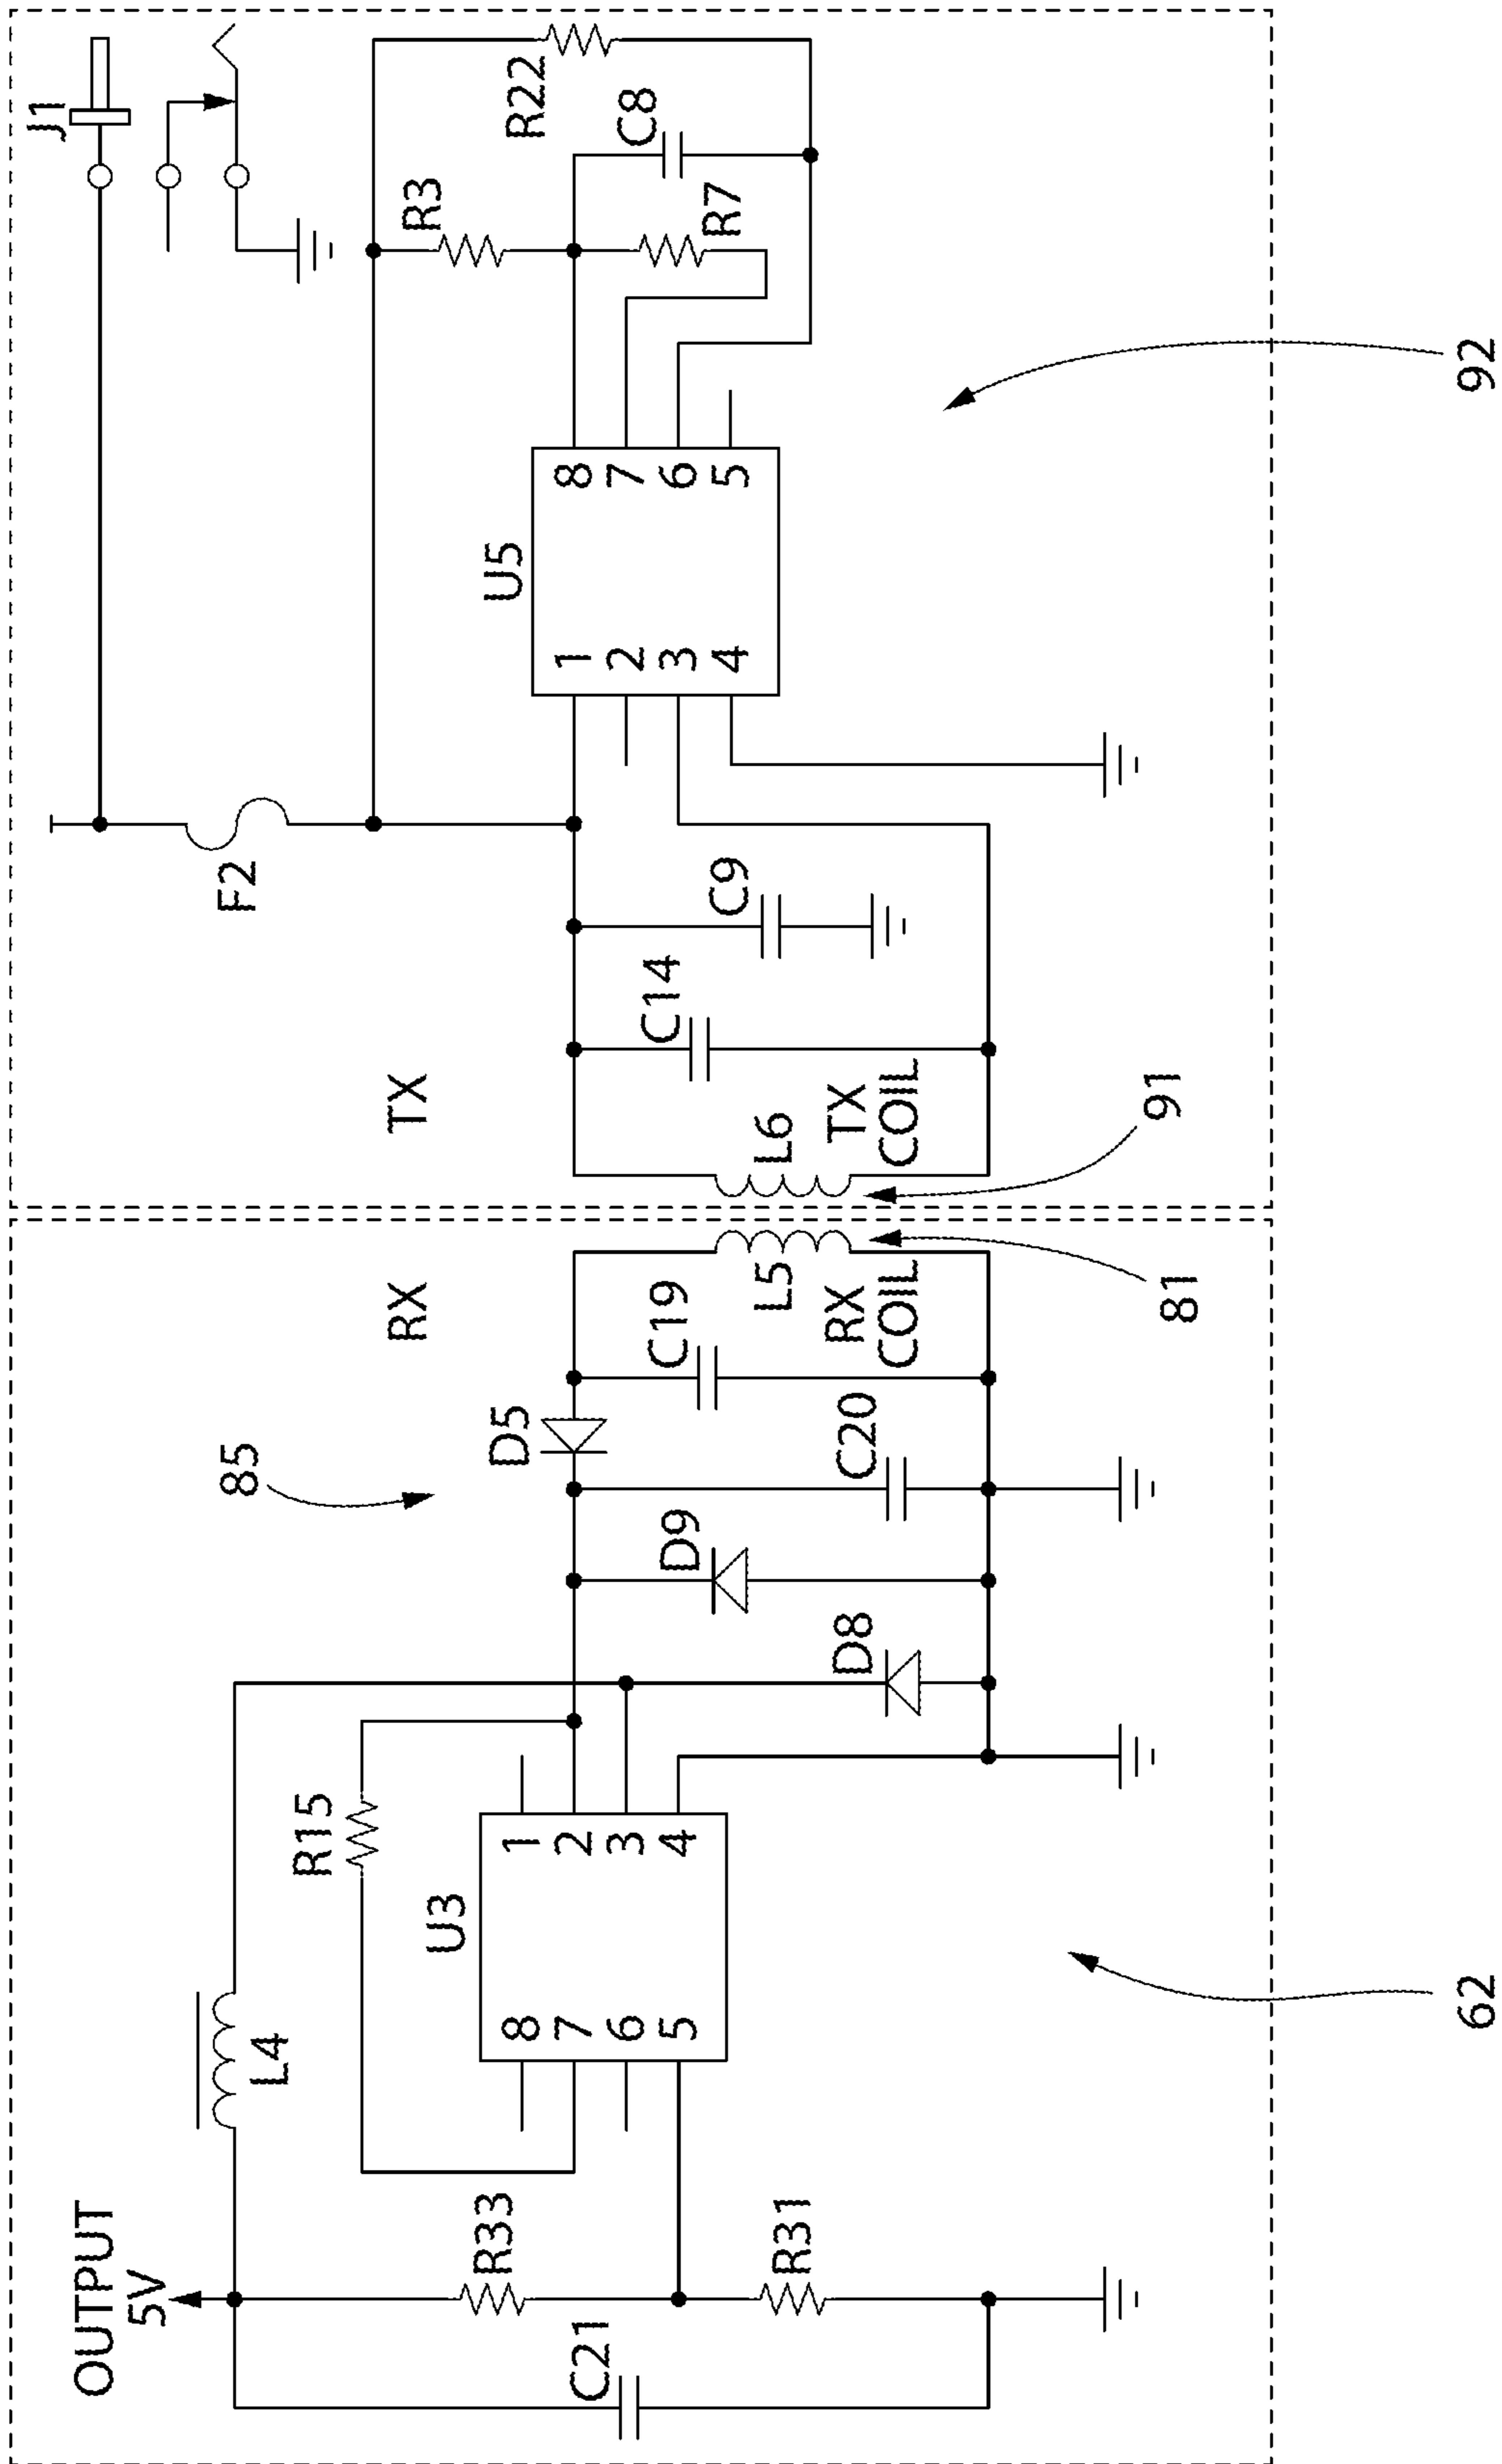 OUTPUT
5V
L4
R15
U3
8
7
6
5
1
2
3
4
C21
R33
R31
D8
D9
85
D5
C20
RX
C19
L5
RX
COIL
81
62
TX
L6
TX
COIL
91
C14
C9
F2
U5
1
2
3
4
8
7
6
5
J1
R3
R22
C8
R7
92